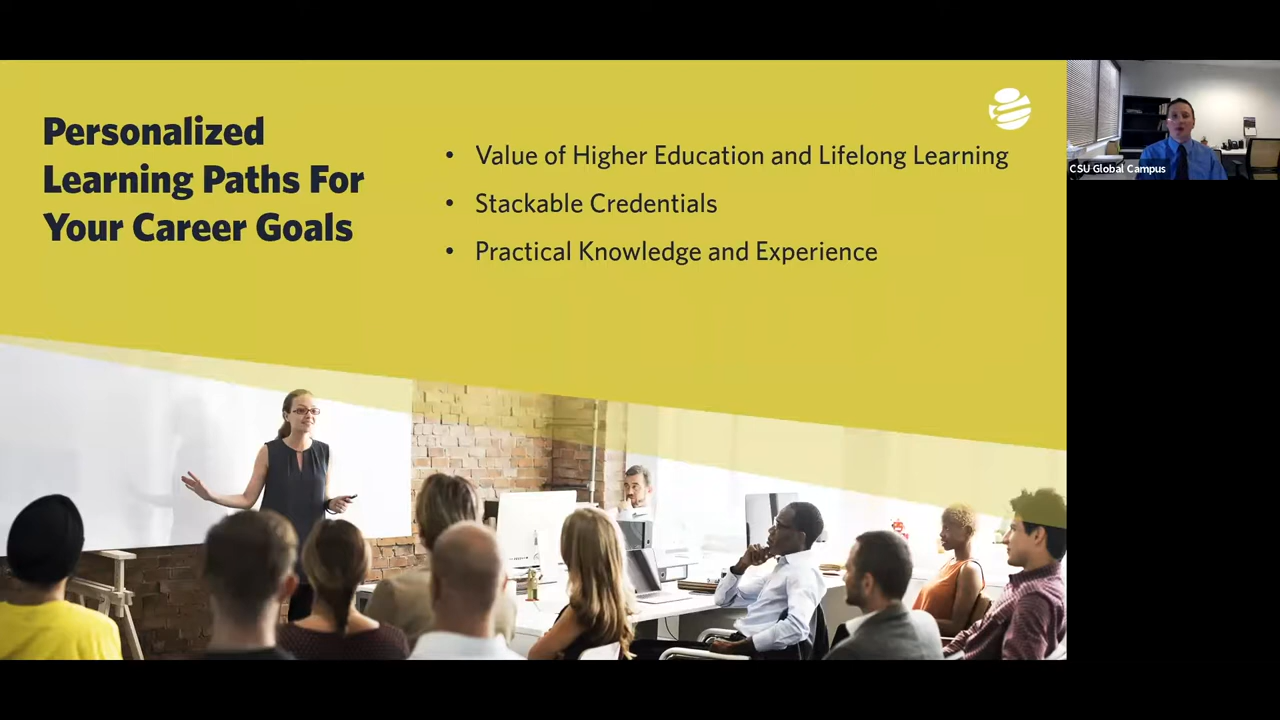 Personalized
Learning Paths For
Your Career Goals
• Value of Higher Education and Lifelong Learning
• Stackable Credentials
• Practical Knowledge and Experience
CSU Global Campus